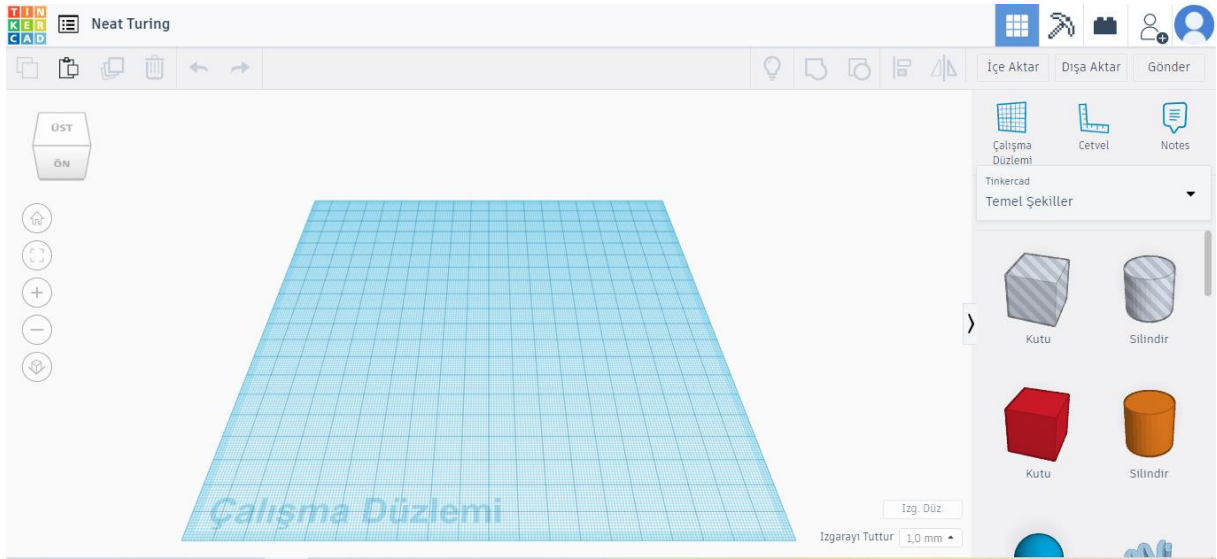 TIN
KER
CAD
Neat Turing
İçe Aktar
Dışa Aktar
Gönder
ÜST
ÖN
Çalışma
Düzlemi
Cetvel
Notes
Tinkercad
Temel Şekiller
Kutu
Silindir
Kutu
Silindir
Çalışma Düzlemi
Izg. Düz.
Izgarayı Tuttur
1,0 mm